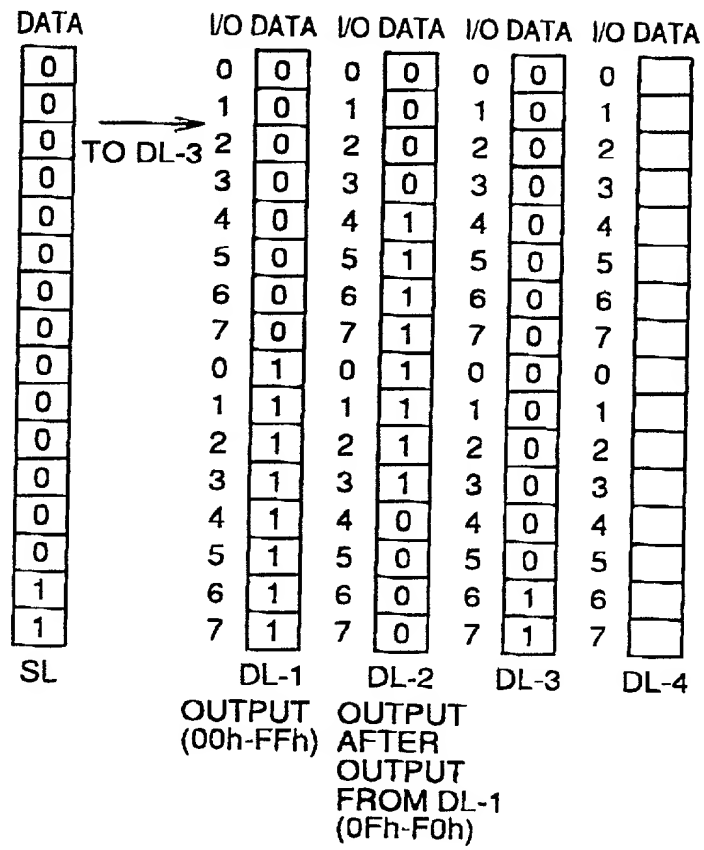 DATA I/O DATA I/O DATA I/O DATA I/O DATA
0 0 0 0 0 0 0 0
0 1 0 1 0 1 0 1
TO DL-3
0 2 0 2 0 2 0 2
0 3 0 3 0 3 0 3
0 4 0 4 1 4 0 4
0 5 0 5 1 5 0 5
0 6 0 6 1 6 0 6
0 7 0 7 1 7 0 7
0 0 1 0 1 0 0 0
0 1 1 1 1 1 0 1
0 2 1 2 1 2 0 2
0 3 1 3 1 3 0 3
0 4 1 4 0 4 0 4
0 5 1 5 0 5 0 5
1 6 1 6 0 6 1 6
1 7 1 7 0 7 1 7
SL DL-1 DL-2 DL-3 DL-4
OUTPUT
(00h-FFh)
OUTPUT
AFTER
OUTPUT
FROM DL-1
(0Fh-F0h)